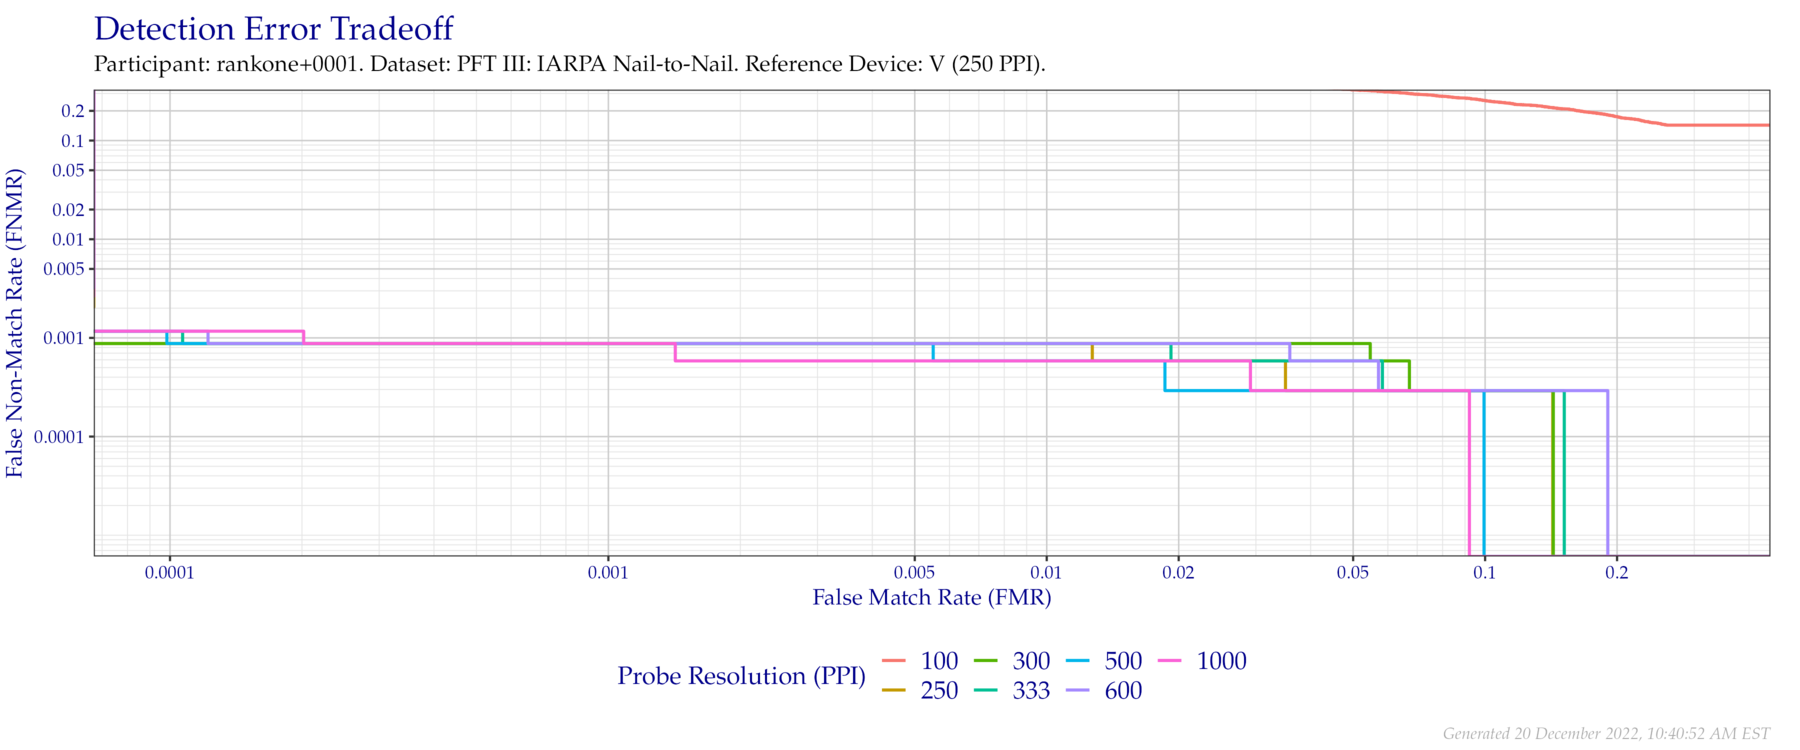 Detection Error Tradeoff
Participant: rankone+0001. Dataset: PFT III: IARPA Nail-to-Nail. Reference Device: V (250 PPI).
False Non-Match Rate (FNMR)
0.2
0.1
0.05
0.02
0.01
0.005
0.001
0.0001
0.0001 0.001 0.005 0.01 0.02 0.05 0.1 0.2
False Match Rate (FMR)
Probe Resolution (PPI)
100 300 500 1000
250 333 600
Generated 20 December 2022, 10:40:52 AM EST